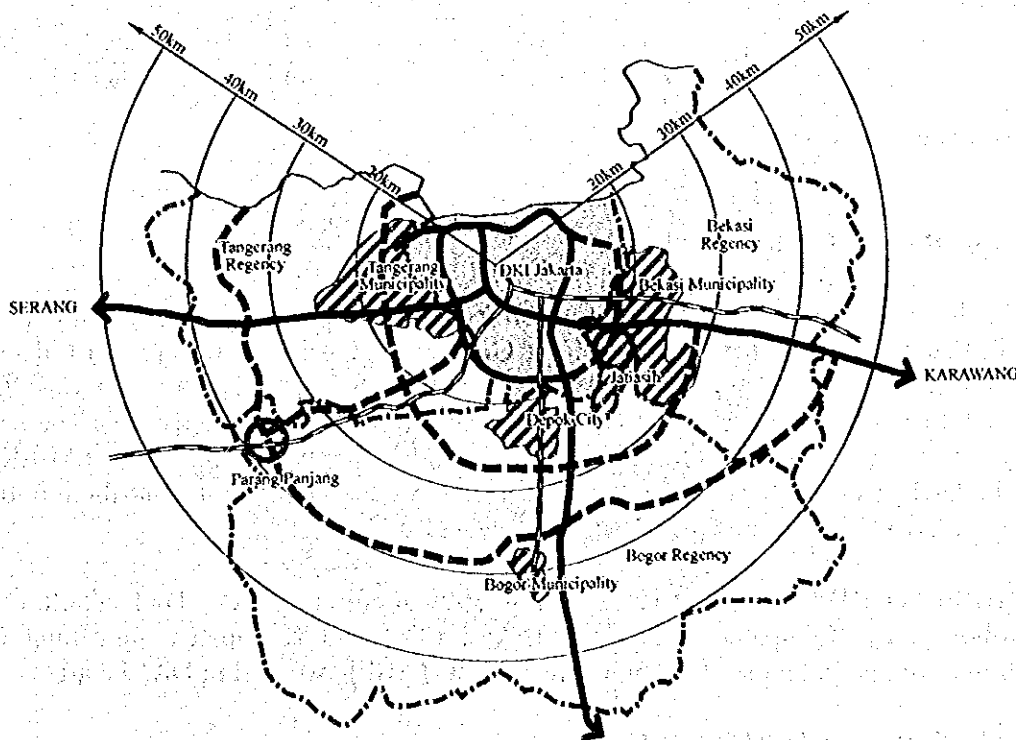 50km
50km
40km
40km
30km
30km
20km
20km
Tangerang
Regency
Bekasi
Regency
Tangerang
Municipality
DKI Jakarta
Bekasi Municipality
SERANG
KARAWANG
Jatiasih
Depok City
Parang Panjang
Bogor Regency
Bogor Municipality